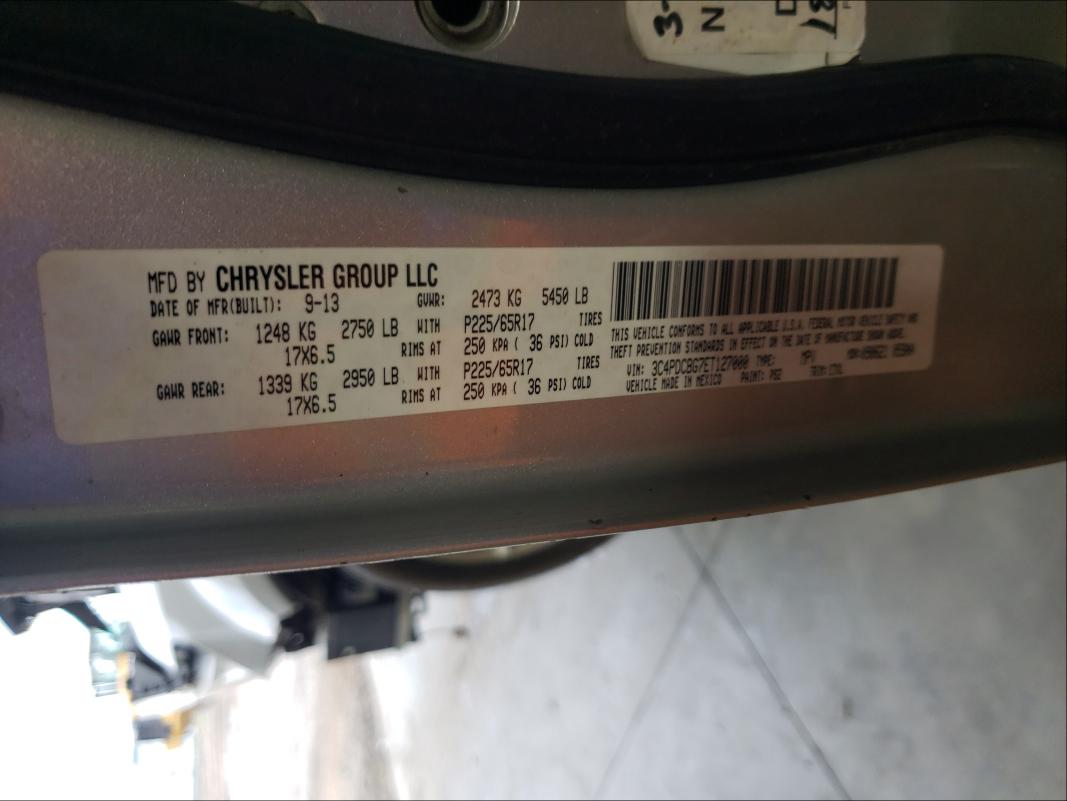 3-
N
31
MFD BY CHRYSLER GROUP LLC
DATE OF MFR(BUILT): 9-13 GVWR: 2473 KG 5450 LB
GAWR FRONT: 1248 KG 2750 LB WITH P225/65R17 TIRES
17X6.5 RIMS AT 250 KPA ( 36 PSI) COLD
GAWR REAR: 1339 KG 2950 LB WITH P225/65R17 TIRES
17X6.5 RIMS AT 250 KPA ( 36 PSI) COLD
THIS VEHICLE CONFORMS TO ALL APPLICABLE U.S.A. FEDERAL MOTOR VEHICLE SAFETY AND
THEFT PREVENTION STANDARDS IN EFFECT ON THE DATE OF MANUFACTURE SHOWN ABOVE.
VIN: 3C4PDCBG7ET127000 TYPE: MPV
VEHICLE MADE IN MEXICO PAINT: PS2 TRIM: